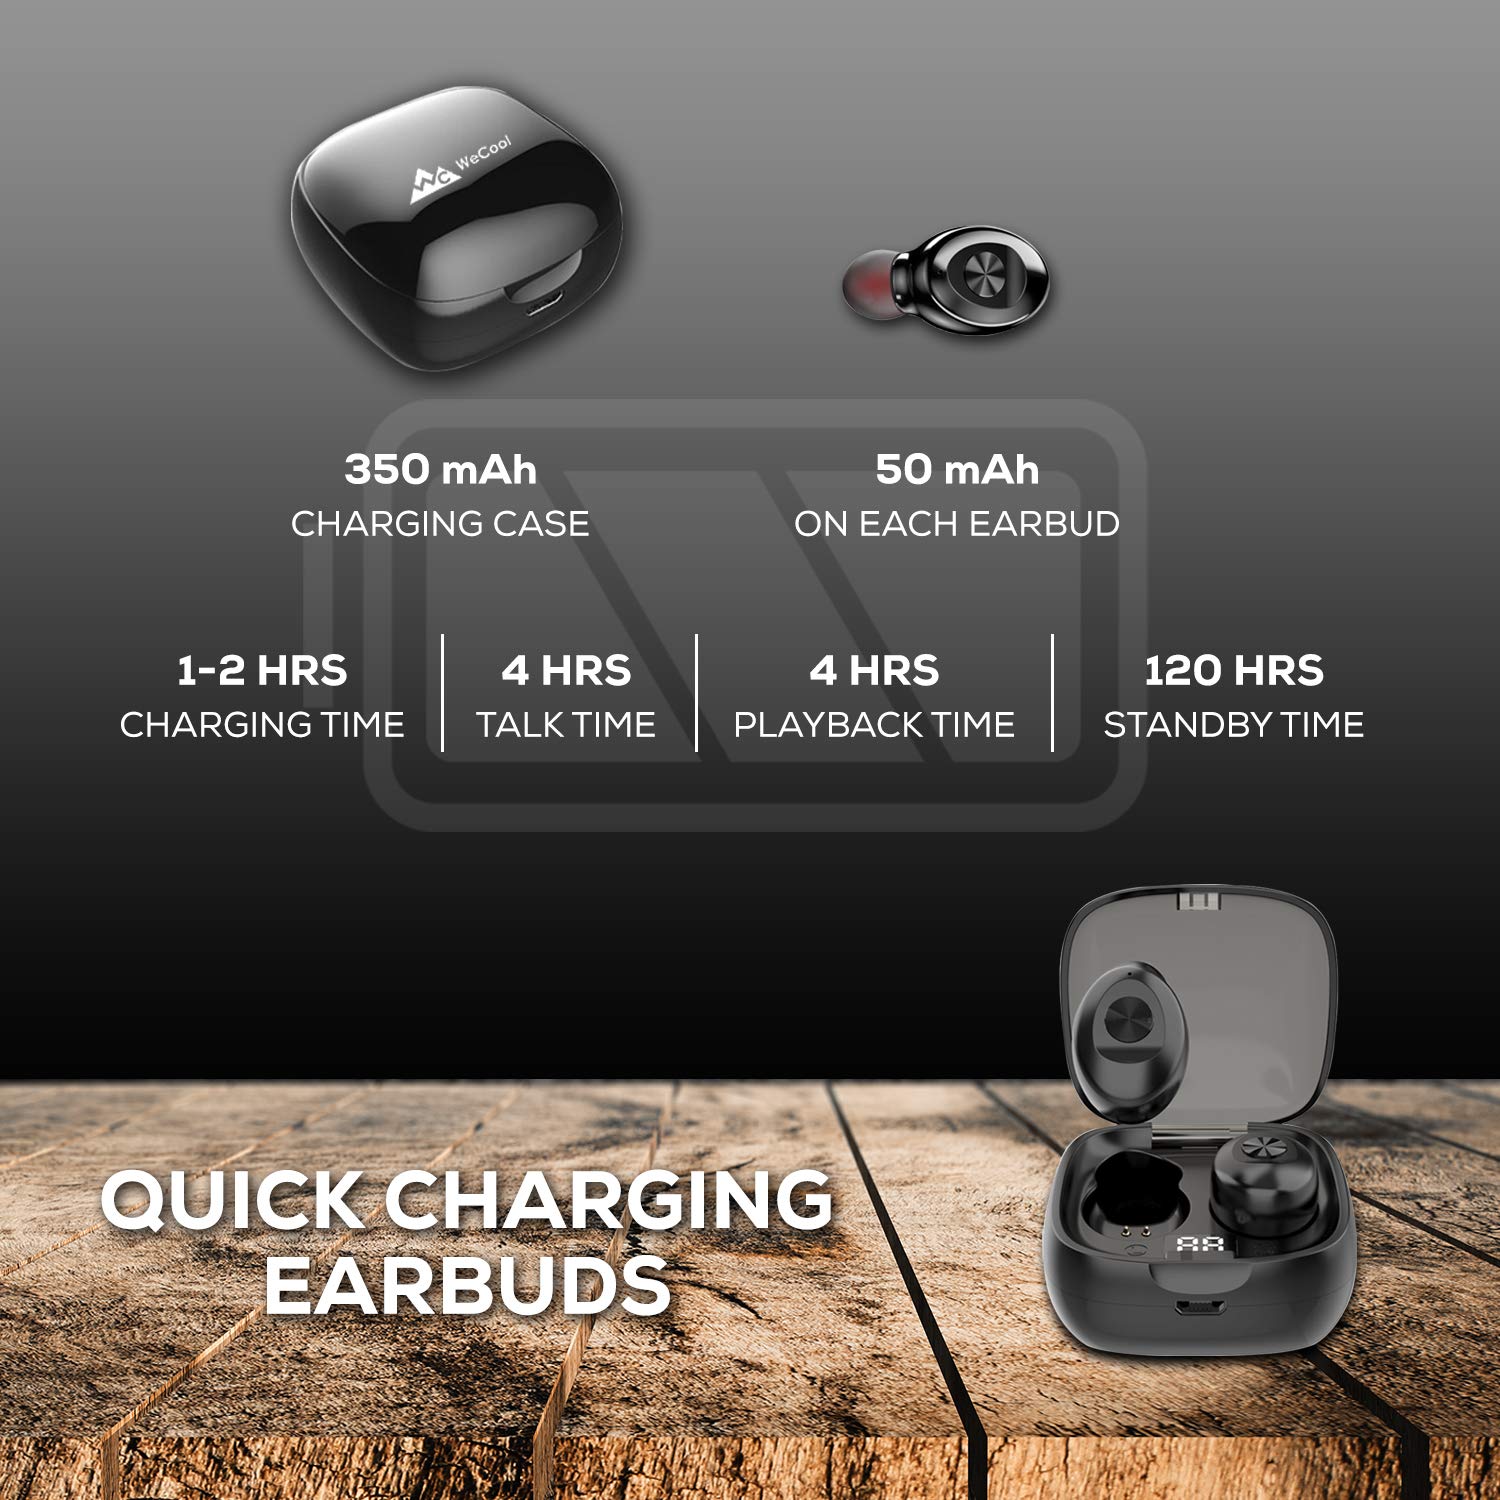 WC WeCool
350 mAh
CHARGING CASE
50 mAh
ON EACH EARBUD
1-2 HRS
CHARGING TIME
4 HRS
TALK TIME
4 HRS
PLAYBACK TIME
120 HRS
STANDBY TIME
QUICK CHARGING
EARBUDS